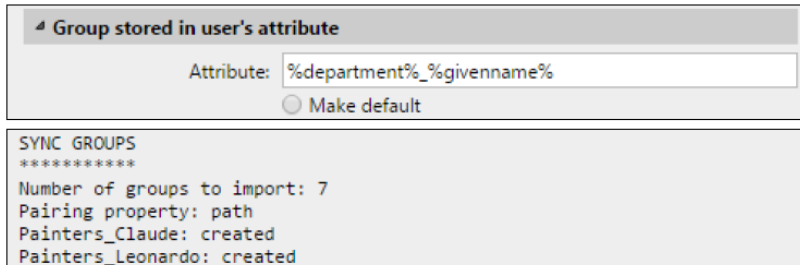 Group stored in user's attribute
Attribute: %department%_%givenname%
Make default
SYNC GROUPS
***********
Number of groups to import: 7
Pairing property: path
Painters_Claude: created
Painters_Leonardo: created